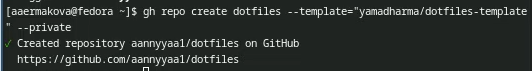 [aaermakova@fedora ~]$ gh repo create dotfiles --template="yamadharma/dotfiles-template
" --private
✓ Created repository aannyyaa1/dotfiles on GitHub
https://github.com/aannyyaa1/dotfiles